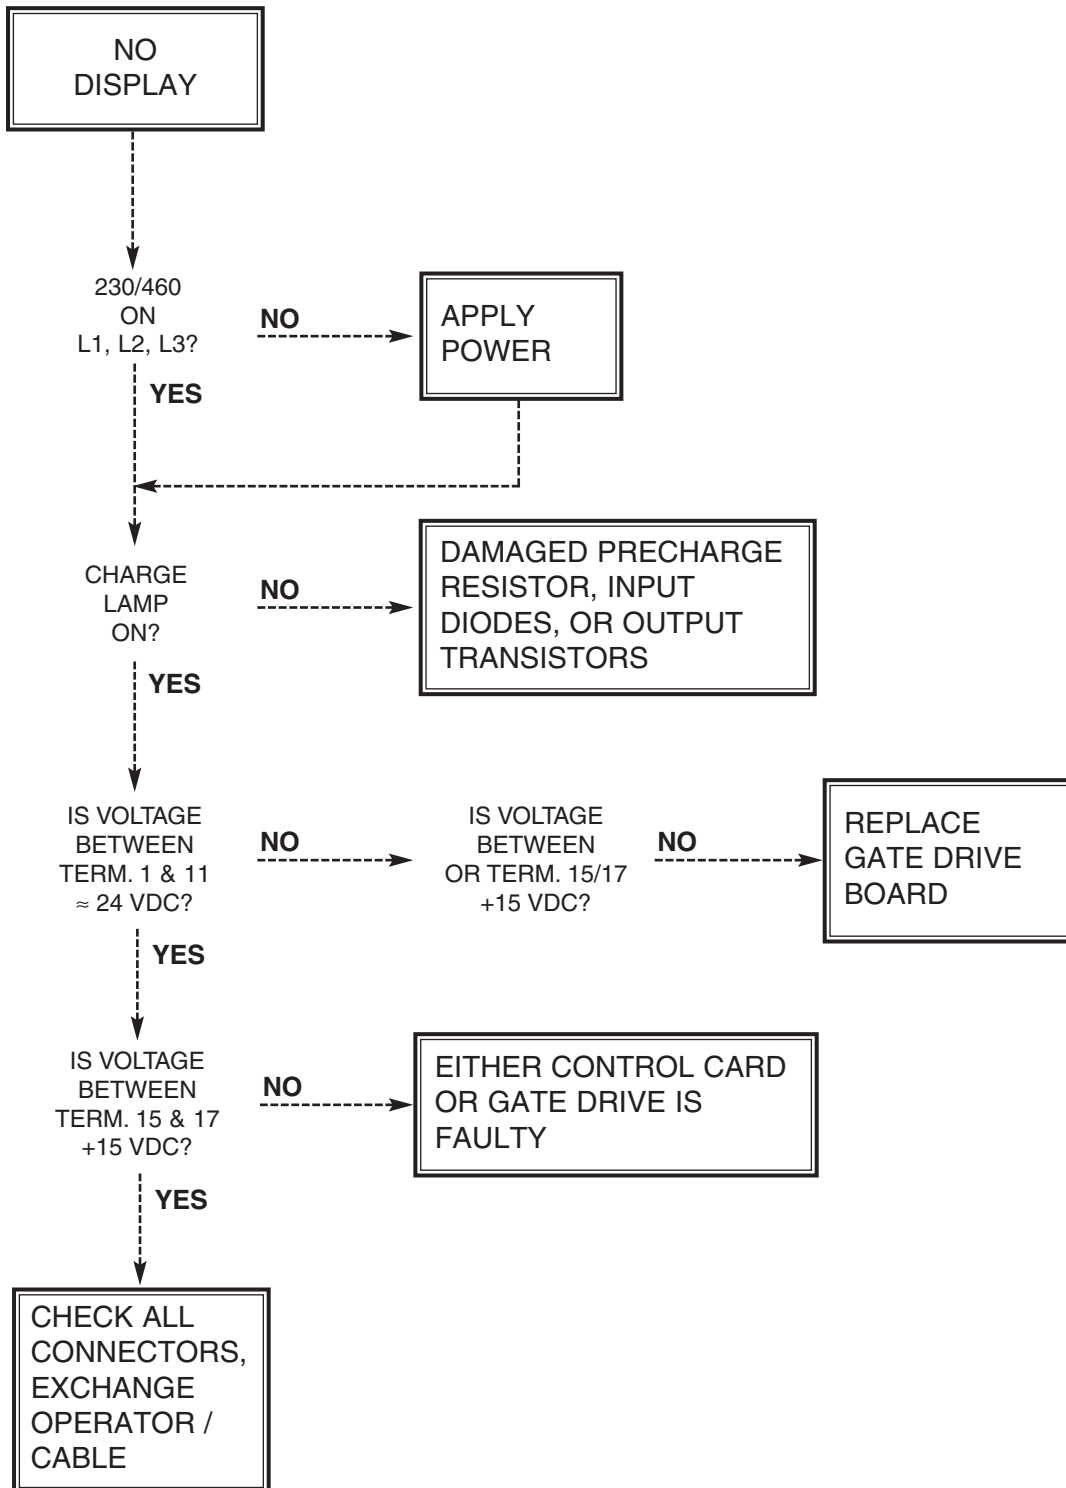 NO
DISPLAY
230/460
ON
L1, L2, L3?
NO
APPLY
POWER
YES
CHARGE
LAMP
ON?
NO
DAMAGED PRECHARGE
RESISTOR, INPUT
DIODES, OR OUTPUT
TRANSISTORS
YES
IS VOLTAGE
BETWEEN
TERM. 1 & 11
≈ 24 VDC?
NO
IS VOLTAGE
BETWEEN
OR TERM. 15/17
+15 VDC?
NO
REPLACE
GATE DRIVE
BOARD
YES
IS VOLTAGE
BETWEEN
TERM. 15 & 17
+15 VDC?
NO
EITHER CONTROL CARD
OR GATE DRIVE IS
FAULTY
YES
CHECK ALL
CONNECTORS,
EXCHANGE
OPERATOR /
CABLE